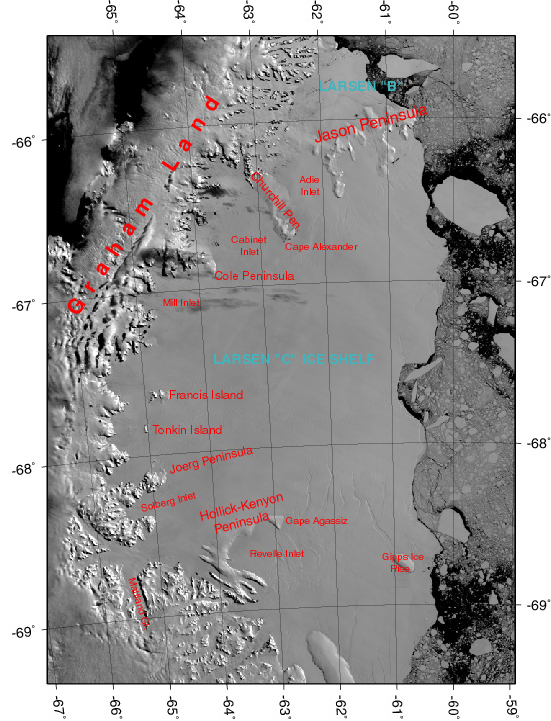 -65°
-64°
-63°
-62°
-61°
-60°
LARSEN "B"
-66°
-66°
Jason Peninsula
Graham Land
Churchill Pen.
Adie
Inlet
Cabinet
Inlet
Cape Alexander
Cole Peninsula
-67°
-67°
Mill Inlet
LARSEN "C" ICE SHELF
Francis Island
Tonkin Island
-68°
-68°
Joerg Peninsula
Solberg Inlet
Hollick-Kenyon
Peninsula
Cape Agassiz
Revelle Inlet
Gipps Ice
Rise
-69°
-69°
-67°
-66°
-65°
-64°
-63°
-62°
-61°
-60°
-59°